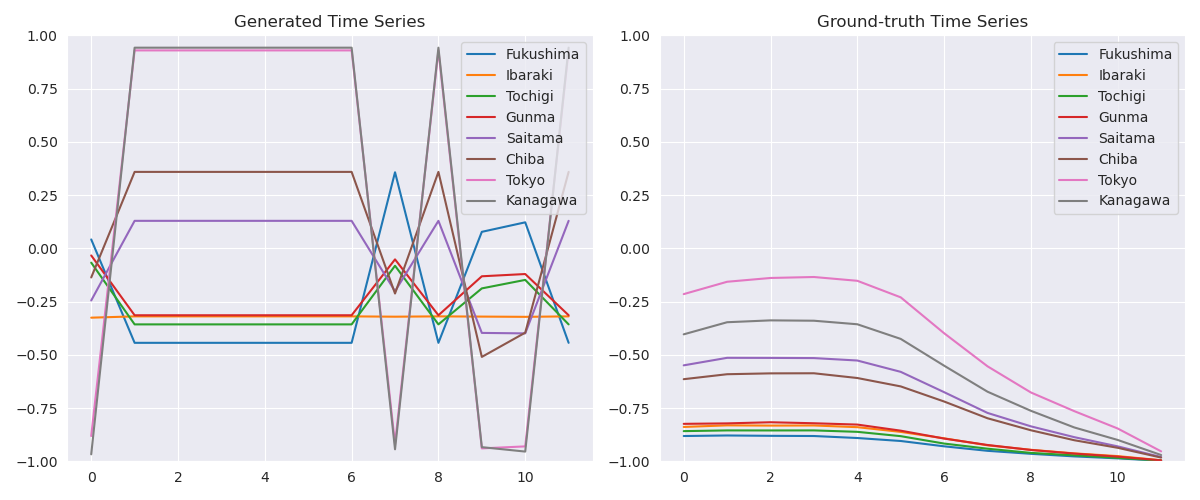 Generated Time Series
1.00
0.75
0.50
0.25
0.00
−0.25
−0.50
−0.75
−1.00
0 2 4 6 8 10
Fukushima
Ibaraki
Tochigi
Gunma
Saitama
Chiba
Tokyo
Kanagawa
Ground-truth Time Series
1.00
0.75
0.50
0.25
0.00
−0.25
−0.50
−0.75
−1.00
0 2 4 6 8 10
Fukushima
Ibaraki
Tochigi
Gunma
Saitama
Chiba
Tokyo
Kanagawa